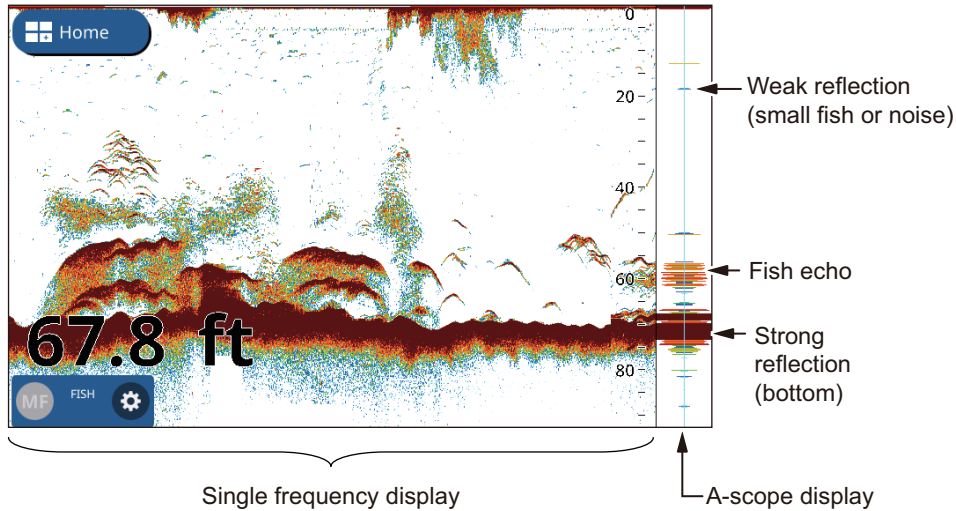 Home
0
20
40
60
80
67.8 ft
MF
FISH
Weak reflection
(small fish or noise)
Fish echo
Strong
reflection
(bottom)
Single frequency display
A-scope display